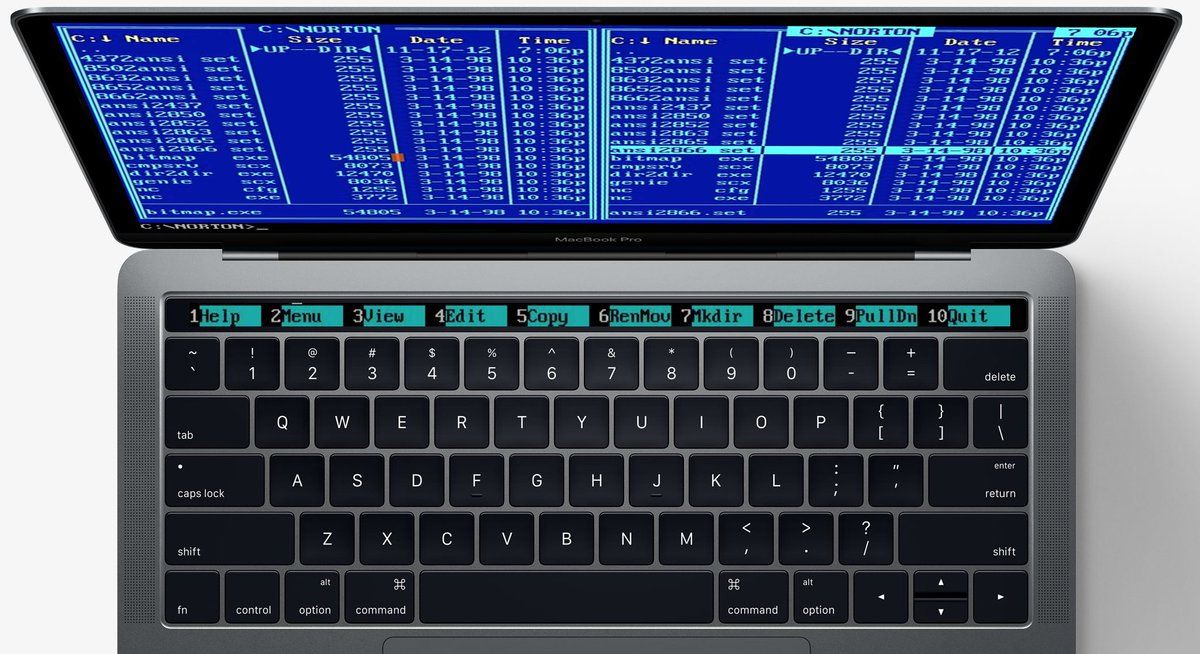 C:\NORTON C:\NORTON 7 06p
C:↓ Name Size Date Time C:↓ Name Size Date Time
.. ►UP--DIR◄ 11-17-12 7:06p .. ►UP--DIR◄ 11-17-12 7:06p
4372ansi set 255 3-14-98 10:36p 4372ansi set 255 3-14-98 10:36p
8502ansi set 255 3-14-98 10:36p 8502ansi set 255 3-14-98 10:36p
8632ansi set 255 3-14-98 10:36p 8632ansi set 255 3-14-98 10:36p
8652ansi set 255 3-14-98 10:36p 8652ansi set 255 3-14-98 10:36p
8662ansi set 255 3-14-98 10:36p 8662ansi set 255 3-14-98 10:36p
ansi2437 set 255 3-14-98 10:36p ansi2437 set 255 3-14-98 10:36p
ansi2850 set 255 3-14-98 10:36p ansi2850 set 255 3-14-98 10:36p
ansi2852 set 255 3-14-98 10:36p ansi2852 set 255 3-14-98 10:36p
ansi2863 set 255 3-14-98 10:36p ansi2863 set 255 3-14-98 10:36p
ansi2865 set 255 3-14-98 10:36p ansi2865 set 255 3-14-98 10:36p
ansi2866 set 255 3-14-98 10:36p ansi2866 set 255 3-14-98 10:36p
bitmap exe 54805 3-14-98 10:36p bitmap exe 54805 3-14-98 10:36p
cmpsrv exe 3-14-98 10:36p cmpsrv exe 3-14-98 10:36p
dir2dir exe 12470 3-14-98 10:36p dir2dir exe 12470 3-14-98 10:36p
genie scx 8036 3-14-98 10:36p genie scx 8036 3-14-98 10:36p
nc cfg 1255 3-14-98 10:36p nc cfg 1255 3-14-98 10:36p
nc exe 3772 3-14-98 10:36p nc exe 3772 3-14-98 10:36p
bitmap.exe 54805 3-14-98 10:36p ansi2866.set 255 3-14-98 10:36p
C:\NORTON>_
MacBook Pro
1Help 2Menu 3View 4Edit 5Copy 6RenMov 7Mkdir 8Delete 9PullDn 10Quit
~ ! @ # $ % ^ & * ( ) — +
` 1 2 3 4 5 6 7 8 9 0 - = delete
tab Q W E R T Y U I O P { [ } ] | \
caps lock A S D F G H J K L : ; " ' enter return
shift Z X C V B N M < , > . ? / shift
fn control alt option ⌘ command ⌘ command alt option ◄ ▲ ▼ ►